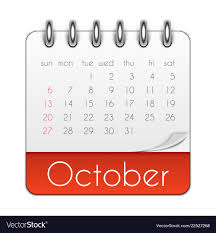 sun mon tue wed thu fri sat
1 2 3 4 5
6 7 8 9 10 11 12
13 14 15 16 17 18 19
20 21 22 23 24 25 26
27 28 29 30 31
October
VectorStock
VectorStock.com/22527268